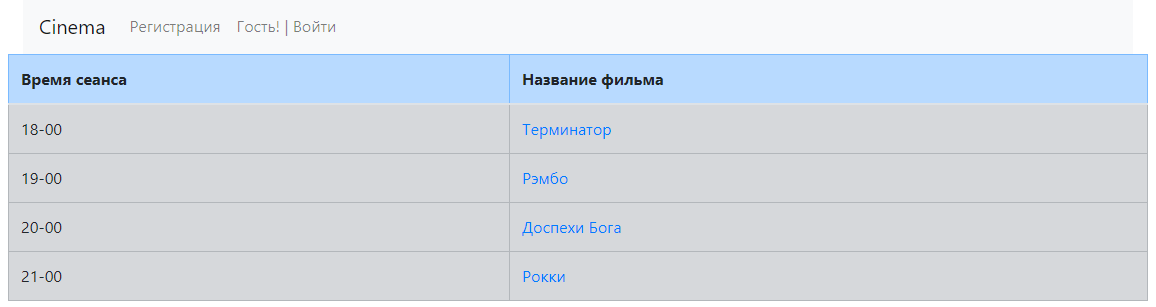 Cinema Регистрация Гость! | Войти
Время сеанса Название фильма
18-00 Терминатор
19-00 Рэмбо
20-00 Доспехи Бога
21-00 Рокки